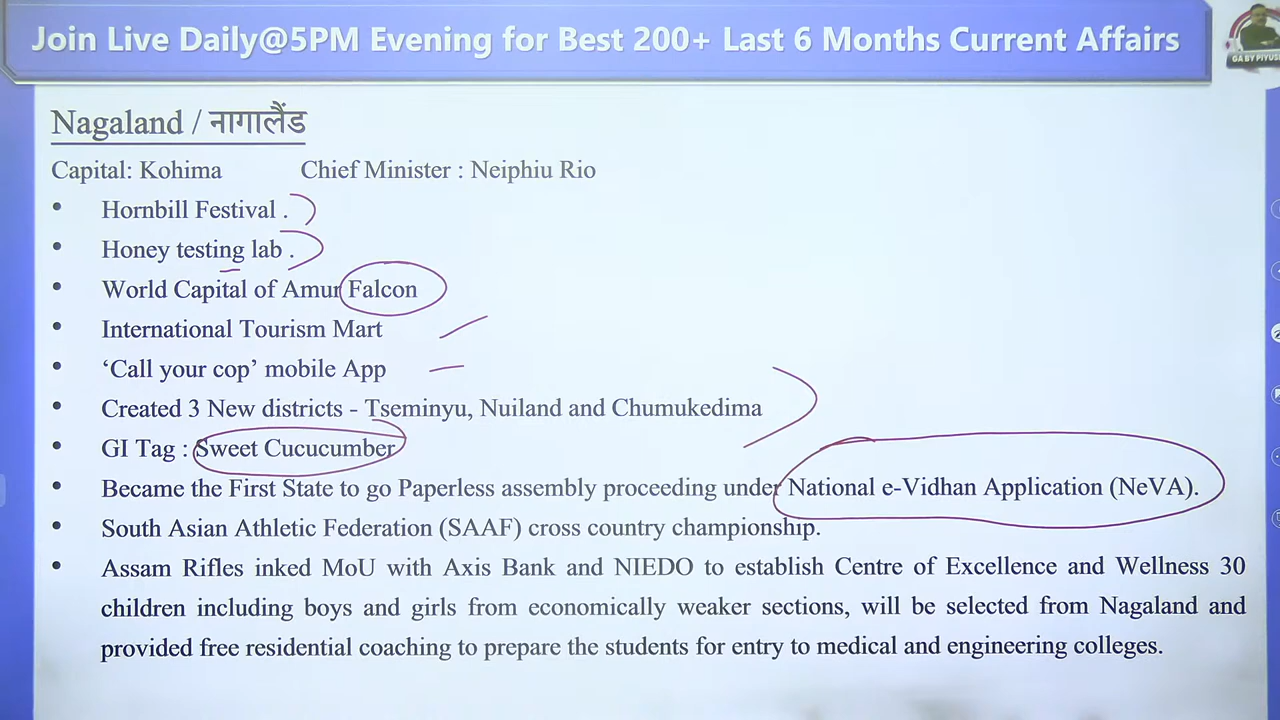 Join Live Daily@5PM Evening for Best 200+ Last 6 Months Current Affairs
GA BY PIYUSH
Nagaland / नागालैंड
Capital: Kohima Chief Minister : Neiphiu Rio
• Hornbill Festival .
• Honey testing lab .
• World Capital of Amur Falcon
• International Tourism Mart
• ‘Call your cop’ mobile App
• Created 3 New districts - Tseminyu, Nuiland and Chumukedima
• GI Tag : Sweet Cucucumber
• Became the First State to go Paperless assembly proceeding under National e-Vidhan Application (NeVA).
• South Asian Athletic Federation (SAAF) cross country championship.
• Assam Rifles inked MoU with Axis Bank and NIEDO to establish Centre of Excellence and Wellness 30
children including boys and girls from economically weaker sections, will be selected from Nagaland and
provided free residential coaching to prepare the students for entry to medical and engineering colleges.